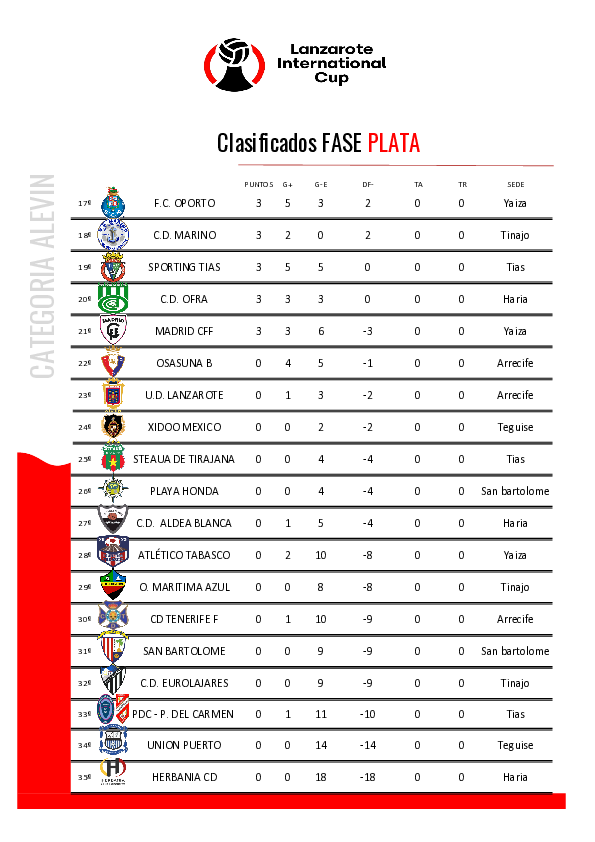 Lanzarote
International
Cup
Clasificados FASE PLATA
CATEGORIA ALEVIN
PUNTOS G+ G-E DF- TA TR SEDE
17º F.C. OPORTO 3 5 3 2 0 0 Yaiza
18º C.D. MARINO 3 2 0 2 0 0 Tinajo
19º SPORTING TIAS 3 5 5 0 0 0 Tias
20º C.D. OFRA 3 3 3 0 0 0 Haria
21º MADRID CFF 3 3 6 -3 0 0 Yaiza
22º OSASUNA B 0 4 5 -1 0 0 Arrecife
23º U.D. LANZAROTE 0 1 3 -2 0 0 Arrecife
24º XIDOO MEXICO 0 0 2 -2 0 0 Teguise
25º STEAUA DE TIRAJANA 0 0 4 -4 0 0 Tias
26º PLAYA HONDA 0 0 4 -4 0 0 San bartolome
27º C.D. ALDEA BLANCA 0 1 5 -4 0 0 Haria
28º ATLÉTICO TABASCO 0 2 10 -8 0 0 Yaiza
29º O. MARITIMA AZUL 0 0 8 -8 0 0 Tinajo
30º CD TENERIFE F 0 1 10 -9 0 0 Arrecife
31º SAN BARTOLOME 0 0 9 -9 0 0 San bartolome
32º C.D. EUROLAJARES 0 0 9 -9 0 0 Tinajo
33º PDC - P. DEL CARMEN 0 1 11 -10 0 0 Tias
34º UNION PUERTO 0 0 14 -14 0 0 Teguise
35º HERBANIA CD 0 0 18 -18 0 0 Haria